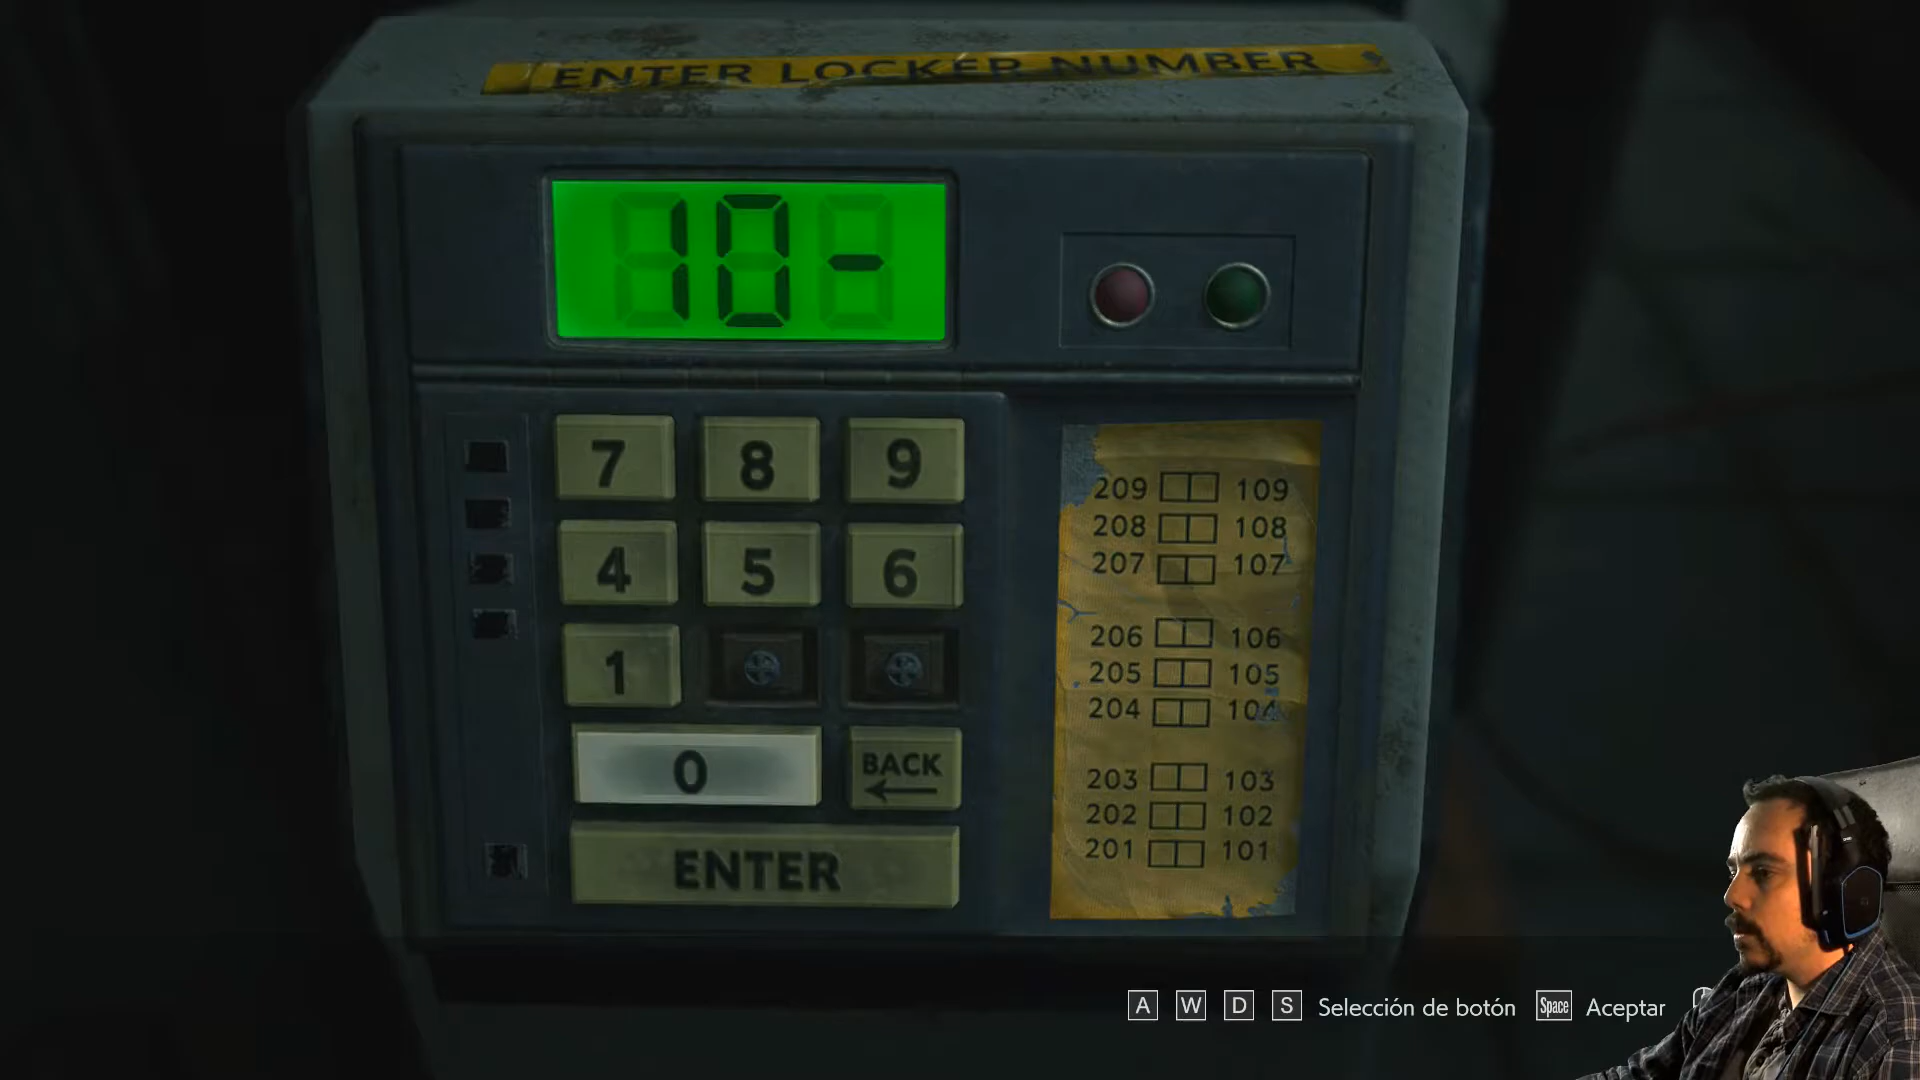 ENTER LOCKER NUMBER
10-
7 8 9
4 5 6
1
0 BACK
ENTER
209 109
208 108
207 107
206 106
205 105
204 104
203 103
202 102
201 101
A W D S Selección de botón Space Aceptar